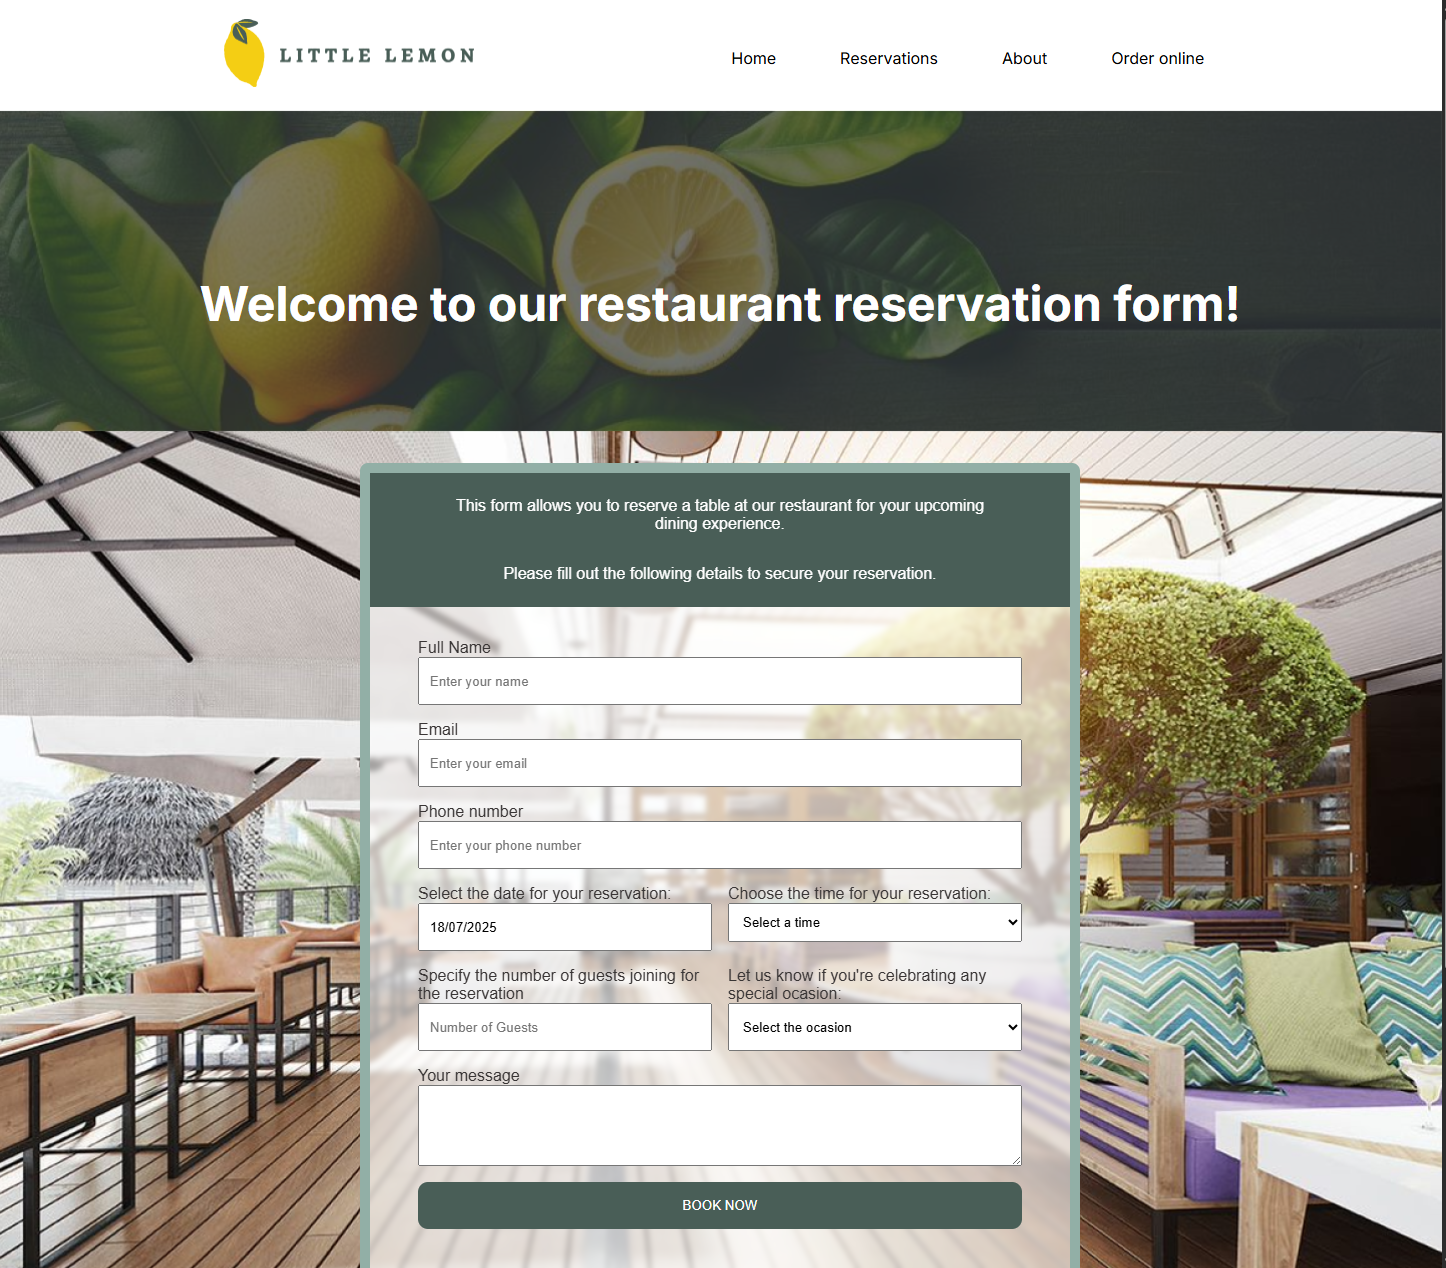 LITTLE LEMON
Home
Reservations
About
Order online
Welcome to our restaurant reservation form!
This form allows you to reserve a table at our restaurant for your upcoming
dining experience.
Please fill out the following details to secure your reservation.
Full Name
Enter your name
Email
Enter your email
Phone number
Enter your phone number
Select the date for your reservation:
18/07/2025
Choose the time for your reservation:
Select a time
Specify the number of guests joining for
the reservation
Number of Guests
Let us know if you're celebrating any
special ocasion:
Select the ocasion
Your message
BOOK NOW